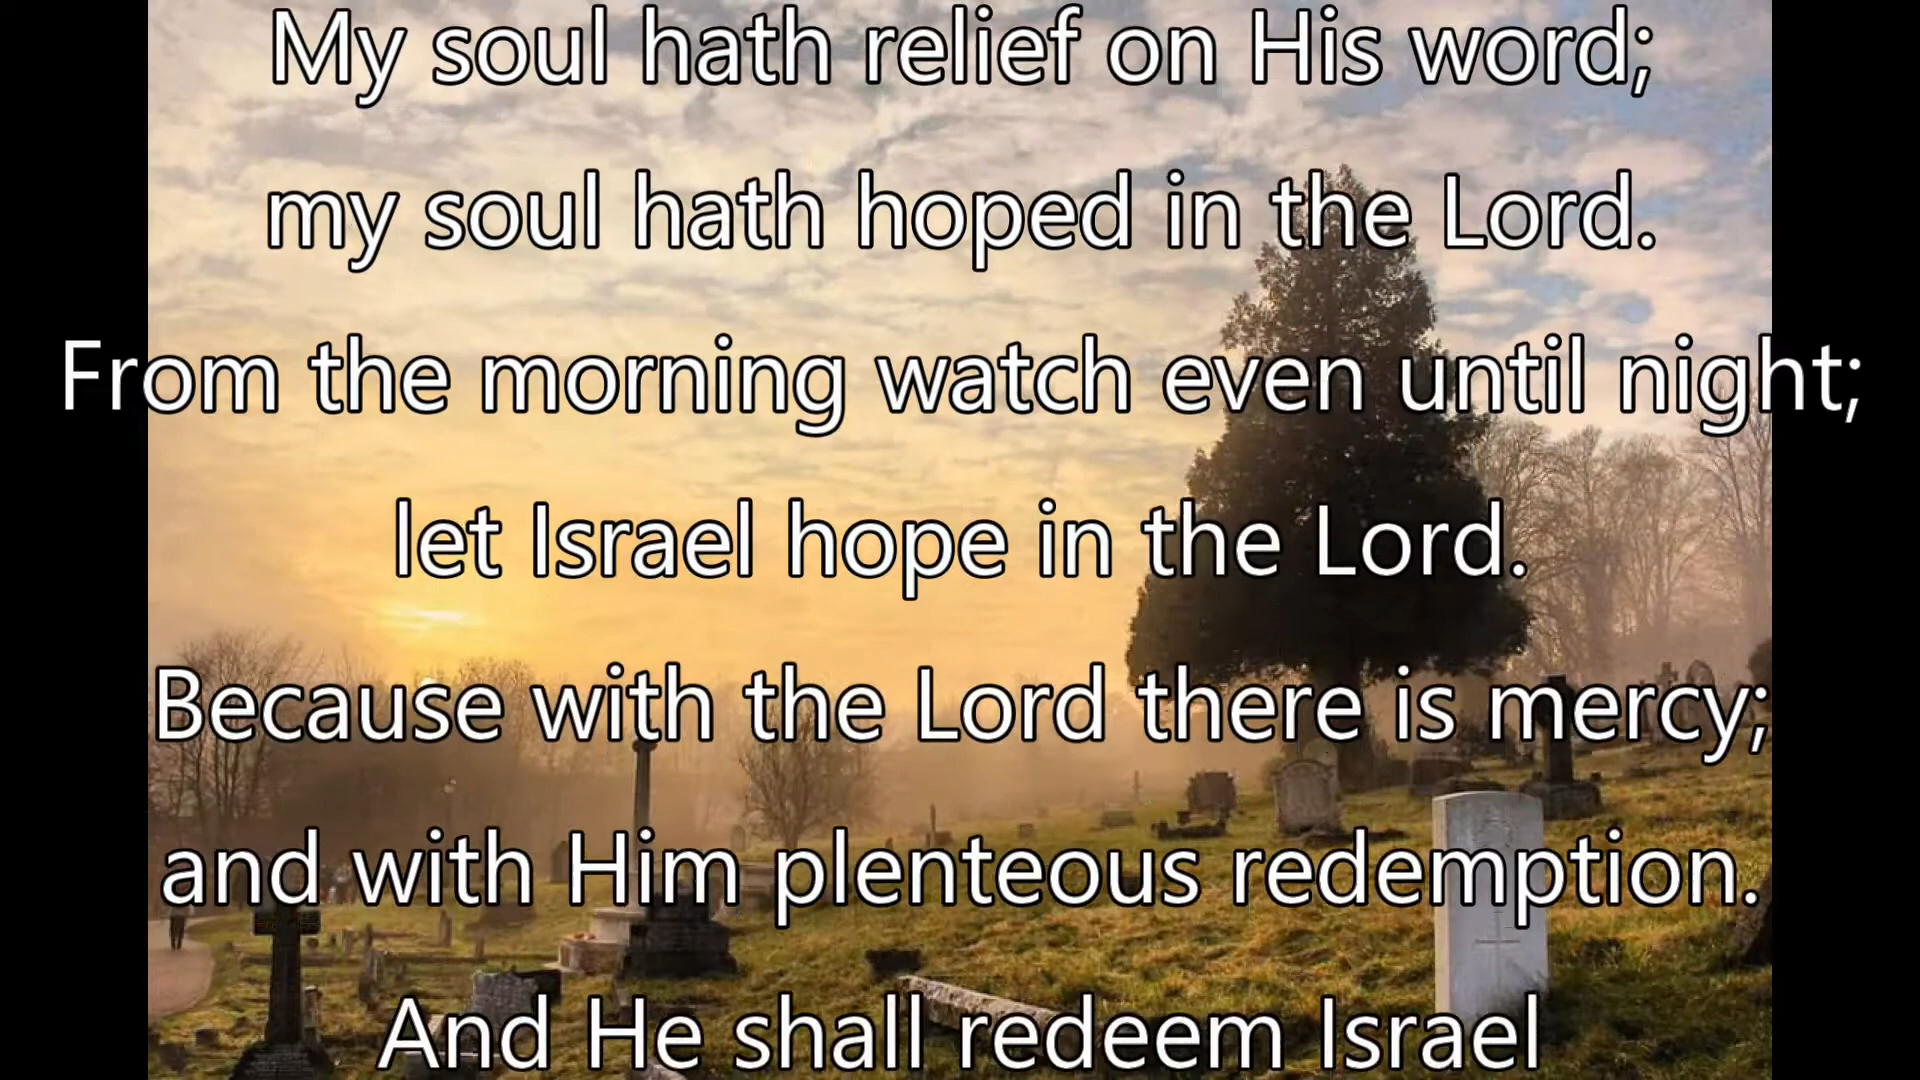 My soul hath relief on His word;
my soul hath hoped in the Lord.
From the morning watch even until night;
let Israel hope in the Lord.
Because with the Lord there is mercy;
and with Him plenteous redemption.
And He shall redeem Israel